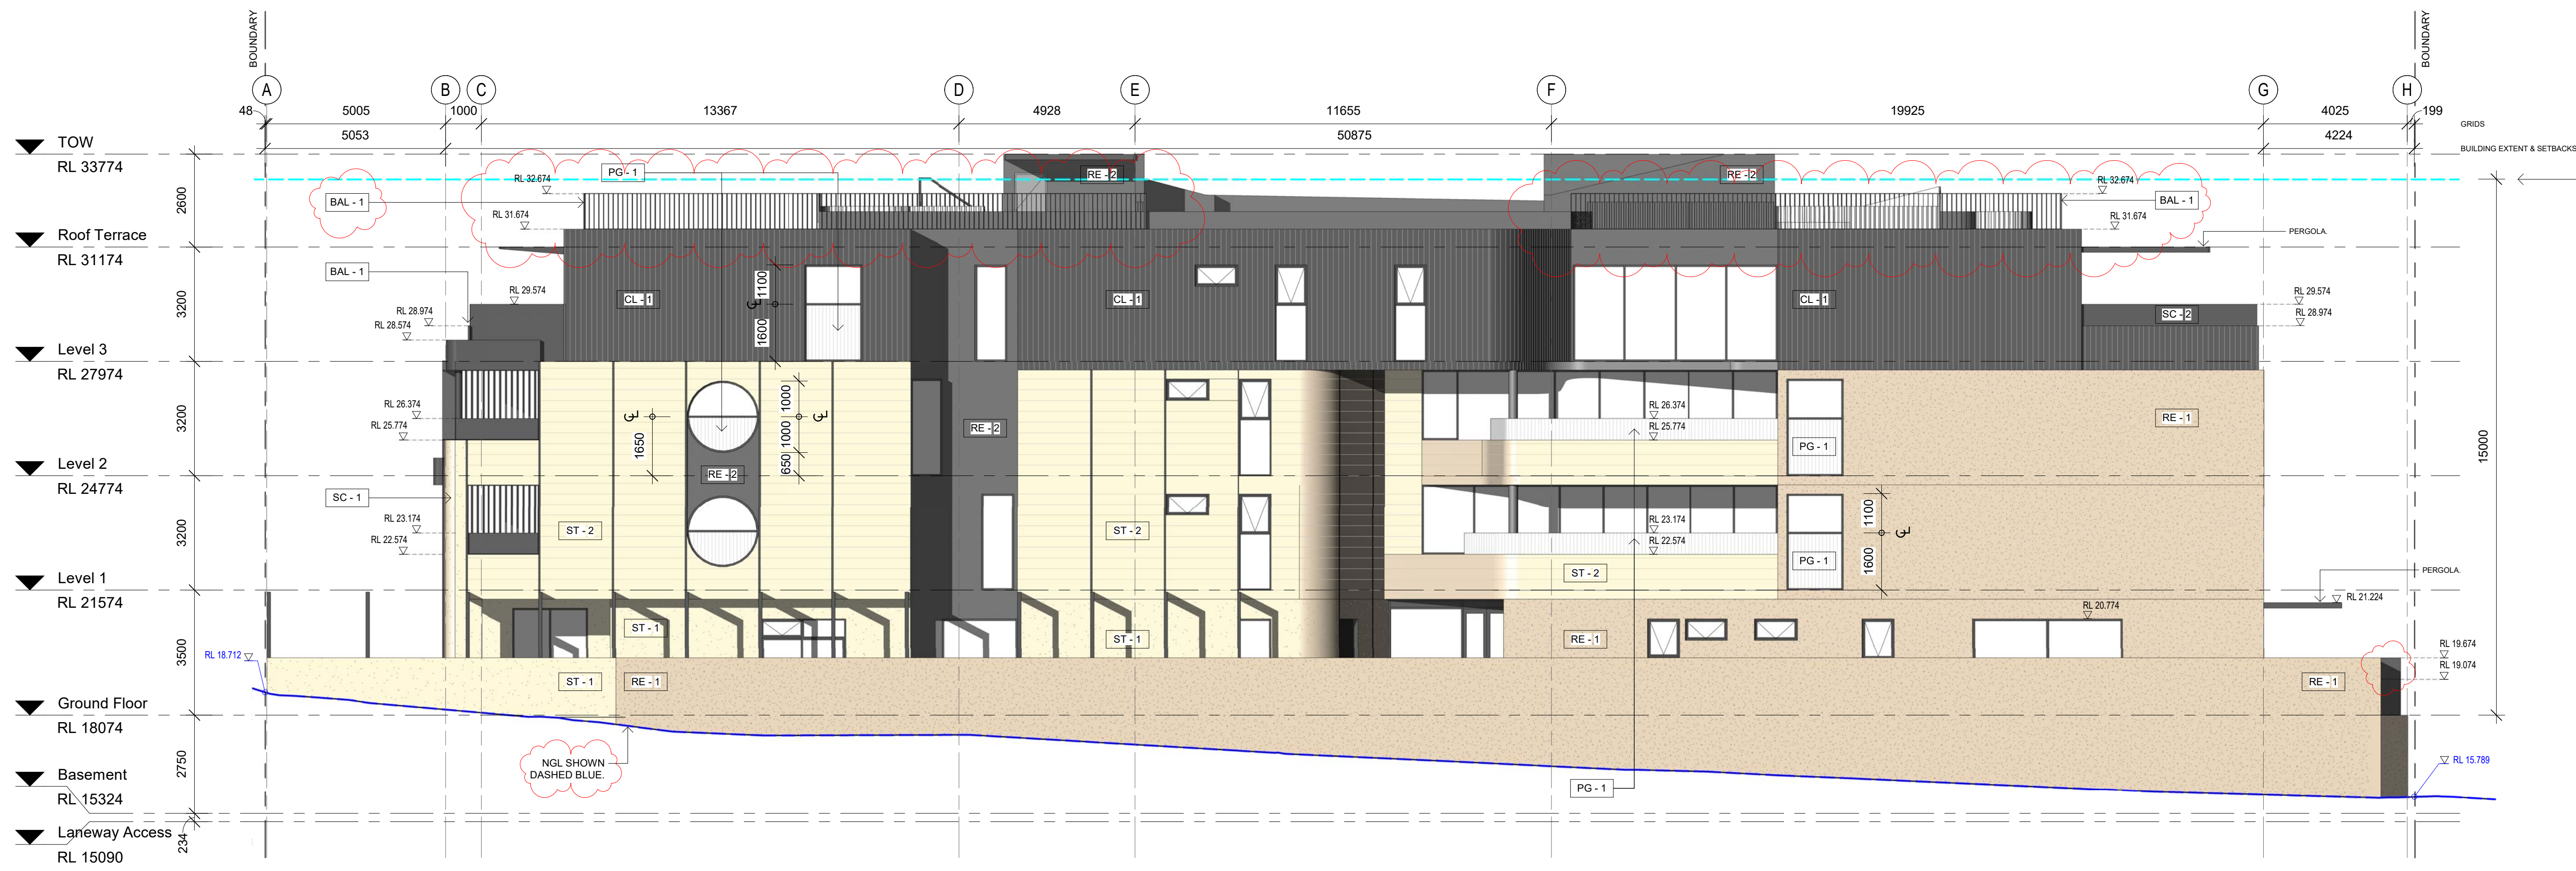 BOUNDARY
BOUNDARY
A
B
C
D
E
F
G
H
48
5005
1000
13367
4928
11655
19925
4025
199
GRIDS
5053
50875
4224
BUILDING EXTENT & SETBACKS
TOW
RL 33774
2600
Roof Terrace
RL 31174
3200
Level 3
RL 27974
3200
Level 2
RL 24774
3200
Level 1
RL 21574
3500
Ground Floor
RL 18074
2750
Basement
RL 15324
Laneway Access
RL 15090
234
PG - 1
RE - 2
RE - 2
RL 32.674
RL 32.674
BAL - 1
BAL - 1
RL 31.674
RL 31.674
PERGOLA.
BAL - 1
RL 29.574
CL - 1
1100
CL - 1
CL - 1
RL 29.574
RL 28.974
SC - 2
RL 28.974
RL 28.574
1600
RL 26.374
RL 25.774
1650
1000
1000
650
RE - 2
RE - 2
RL 26.374
RL 25.774
PG - 1
RE - 1
15000
SC - 1
RL 23.174
RL 22.574
ST - 2
ST - 2
RL 23.174
RL 22.574
ST - 2
PG - 1
1100
1600
PERGOLA.
RL 21.224
RL 20.774
ST - 1
ST - 1
RE - 1
RL 18.712
ST - 1
RE - 1
RL 19.674
RL 19.074
RE - 1
NGL SHOWN
DASHED BLUE.
PG - 1
RL 15.789